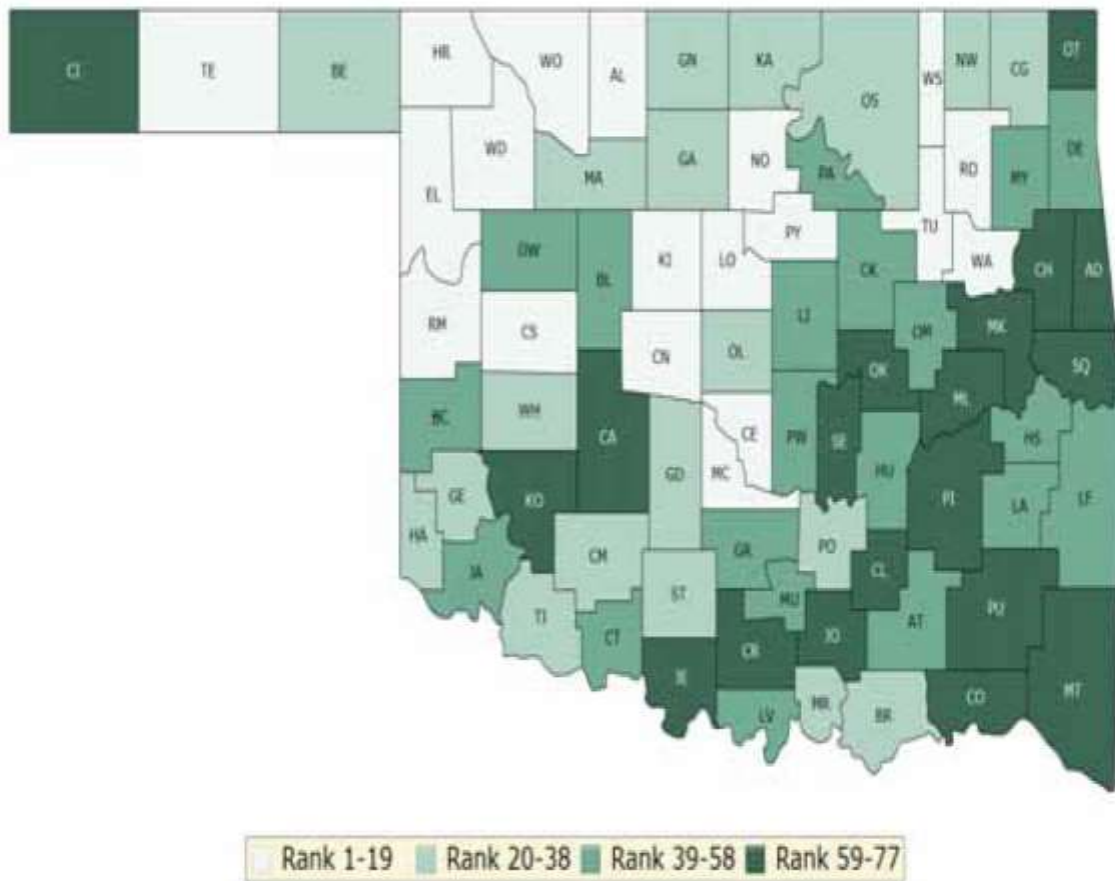 CI TE BE HR WO AL GN KA OS WS NW CG OT
WD MA GA NO PA RO MY DE
EL
DW BL KI LO PY CK TU WA CH AD
RM CS CN OL LI OM MK SQ
BC WH CA CE PW SE OK ML HS
GE KO GD MC HU PI LA LF
HA JA CM GR PO CL
TI CT ST MU JO AT PU
JE CR CO MT
LV MR BR
Rank 1-19 Rank 20-38 Rank 39-58 Rank 59-77